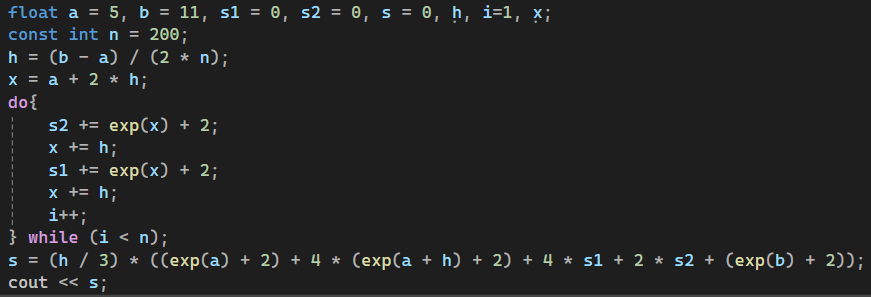 float a = 5, b = 11, s1 = 0, s2 = 0, s = 0, h, i=1, x;
const int n = 200;
h = (b - a) / (2 * n);
x = a + 2 * h;
do{
    s2 += exp(x) + 2;
    x += h;
    s1 += exp(x) + 2;
    x += h;
    i++;
} while (i < n);
s = (h / 3) * ((exp(a) + 2) + 4 * (exp(a + h) + 2) + 4 * s1 + 2 * s2 + (exp(b) + 2));
cout << s;